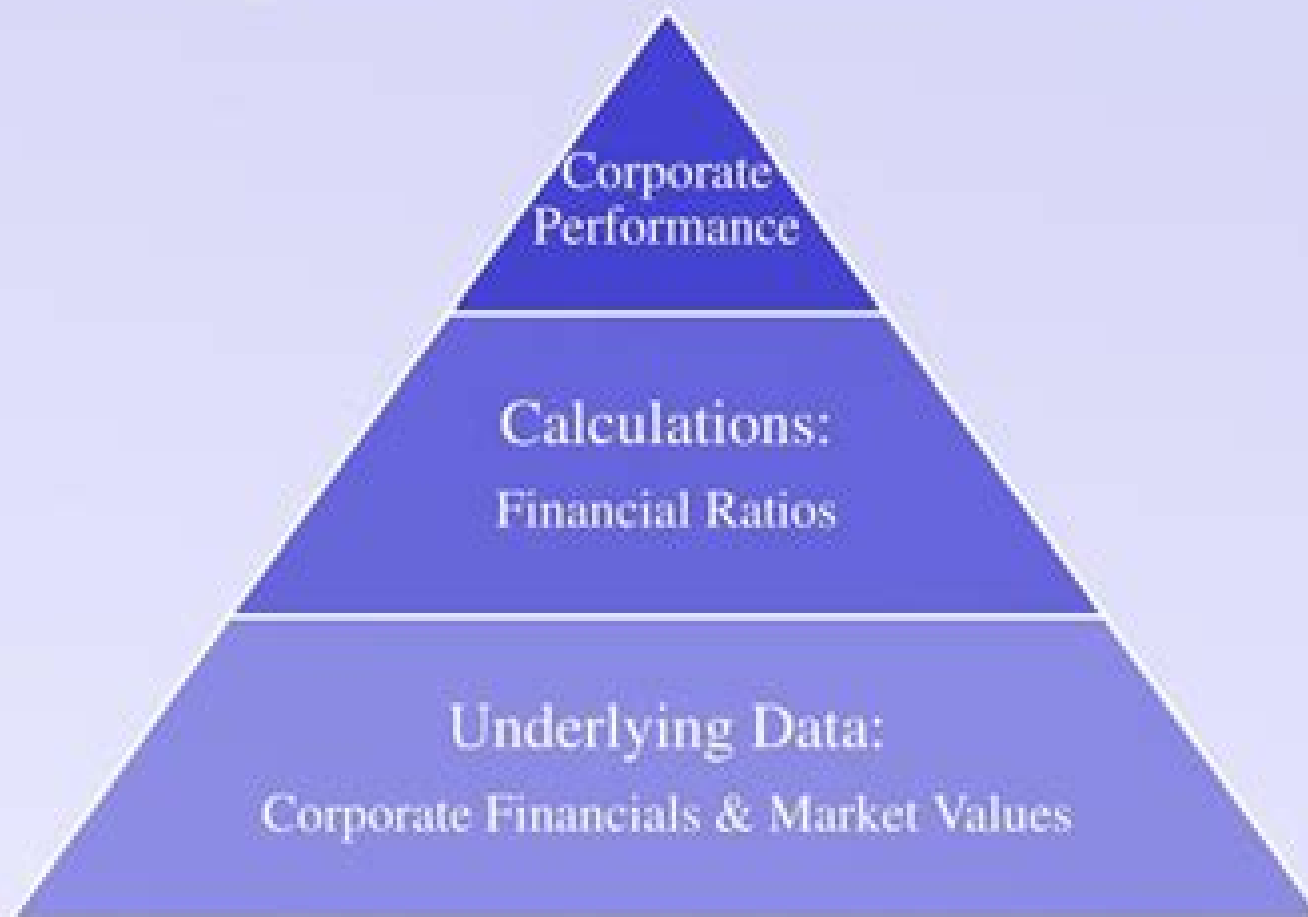 Corporate
Performance
Calculations:
Financial Ratios
Underlying Data:
Corporate Financials & Market Values